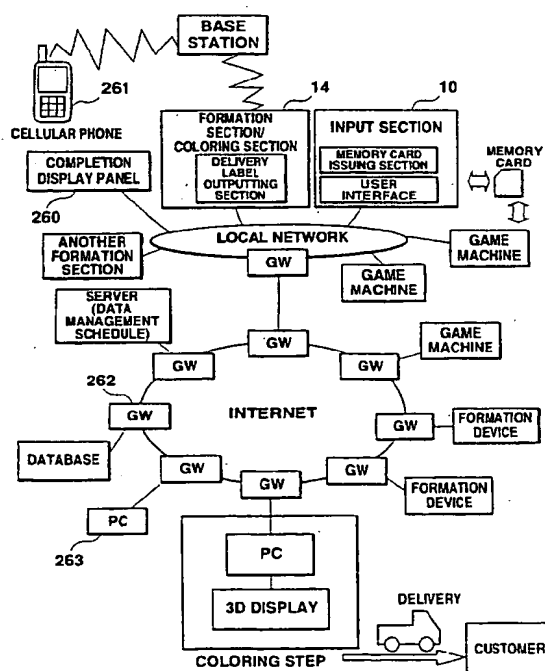 BASE
STATION
261
CELLULAR PHONE
14
10
FORMATION
SECTION/
COLORING SECTION
DELIVERY
LABEL
OUTPUTTING
SECTION
INPUT SECTION
MEMORY CARD
ISSUING SECTION
USER
INTERFACE
MEMORY
CARD
COMPLETION
DISPLAY PANEL
260
LOCAL NETWORK
GW
ANOTHER
FORMATION
SECTION
GAME
MACHINE
GAME
MACHINE
SERVER
(DATA
MANAGEMENT
SCHEDULE)
GW
GW
GW
GAME
MACHINE
262
GW
INTERNET
GW
FORMATION
DEVICE
DATABASE
GW
GW
GW
FORMATION
DEVICE
PC
263
PC
3D DISPLAY
COLORING STEP
DELIVERY
CUSTOMER